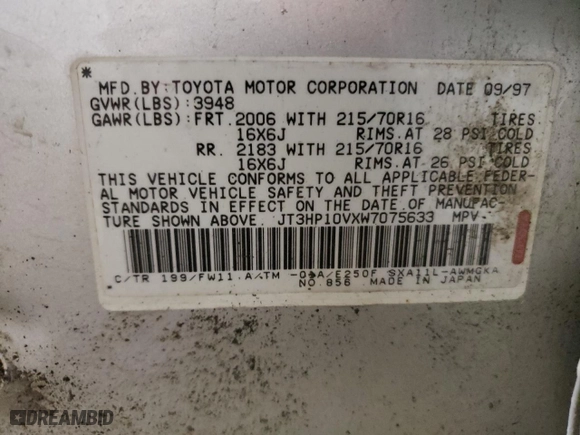 *
MFD. BY: TOYOTA MOTOR CORPORATION DATE 09/97
GVWR(LBS): 3948
GAWR(LBS): FRT. 2006 WITH 215/70R16 TIRES
16X6J RIMS. AT 28 PSI COLD
RR. 2183 WITH 215/70R16 TIRES
16X6J RIMS. AT 26 PSI COLD
THIS VEHICLE CONFORMS TO ALL APPLICABLE FEDER-
AL MOTOR VEHICLE SAFETY AND THEFT PREVENTION
STANDARDS IN EFFECT ON THE DATE OF MANUFAC-
TURE SHOWN ABOVE. JT3HP10VXW7075633 MPV
C/TR 199/FW11 A/TM -03A/E250F SXA11L-AWMGKA
NO. 856 MADE IN JAPAN
DREAMBID